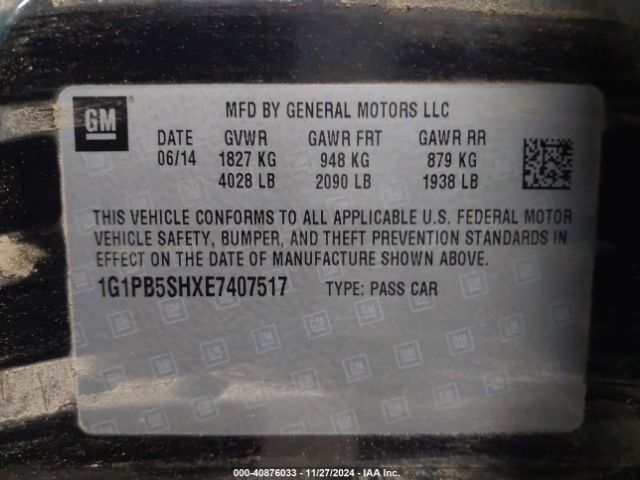 GM
MFD BY GENERAL MOTORS LLC
DATE GVWR GAWR FRT GAWR RR
06/14 1827 KG 948 KG 879 KG
4028 LB 2090 LB 1938 LB
THIS VEHICLE CONFORMS TO ALL APPLICABLE U.S. FEDERAL MOTOR
VEHICLE SAFETY, BUMPER, AND THEFT PREVENTION STANDARDS IN
EFFECT ON THE DATE OF MANUFACTURE SHOWN ABOVE.
1G1PB5SHXE7407517 TYPE: PASS CAR
000-40876033 - 11/27/2024 - IAA Inc.